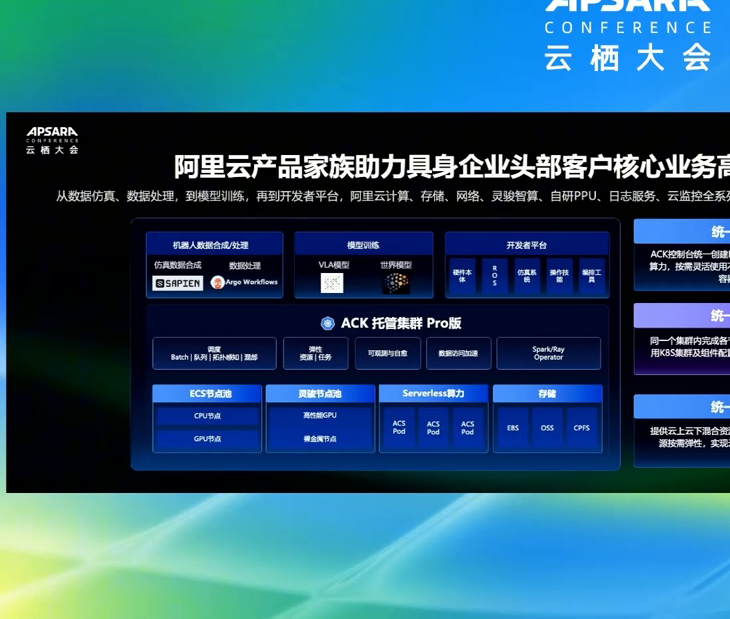 APSARA
CONFERENCE
云栖大会
APSARA
CONFERENCE
云栖大会
阿里云产品家族助力具身企业头部客户核心业务高
从数据仿真、数据处理，到模型训练，再到开发者平台，阿里云计算、存储、网络、灵骏智算、自研PPU、日志服务、云监控全系
机器人数据合成/处理
仿真数据合成
数据处理
SAPIEN
Argo Workflows
模型训练
VLA模型
世界模型
开发者平台
硬件本体
ROS
仿真系统
操作技能
编排工具
ACK 托管集群 Pro版
调度
Batch | 队列 | 拓扑感知 | 混部
弹性
资源 | 任务
可观测与自愈
数据访问加速
Spark/Ray
Operator
ECS节点池
CPU节点
GPU节点
灵骏节点池
高性能GPU
裸金属节点
Serverless算力
ACS
Pod
ACS
Pod
ACS
Pod
存储
EBS
OSS
CPFS
统一
ACK控制台统一创建
算力，按需灵活使用
容
统一
同一个集群内完成各
用K8S集群及组件配
统一
提供云上云下混合资
源按需弹性，实现